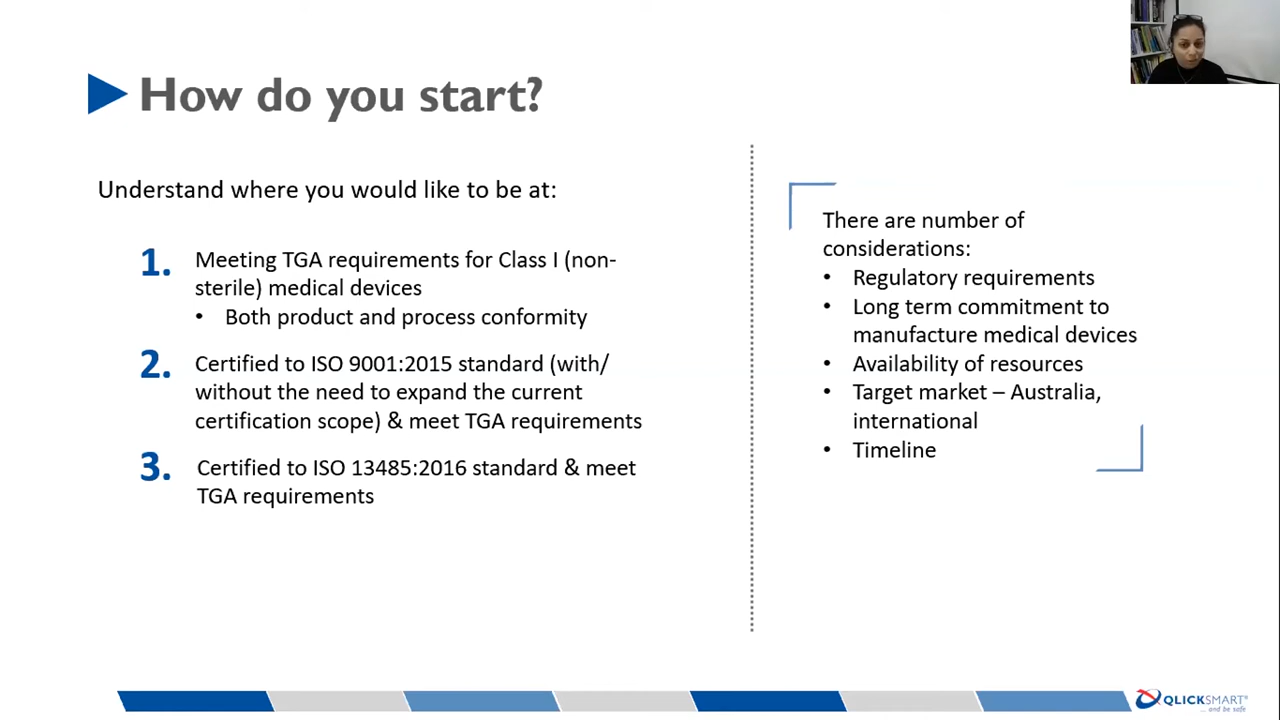 How do you start?
Understand where you would like to be at:
1. Meeting TGA requirements for Class I (non-
sterile) medical devices
• Both product and process conformity
2. Certified to ISO 9001:2015 standard (with/
without the need to expand the current
certification scope) & meet TGA requirements
3. Certified to ISO 13485:2016 standard & meet
TGA requirements
There are number of
considerations:
• Regulatory requirements
• Long term commitment to
manufacture medical devices
• Availability of resources
• Target market – Australia,
international
• Timeline
QLICKSMART®
... and be safe